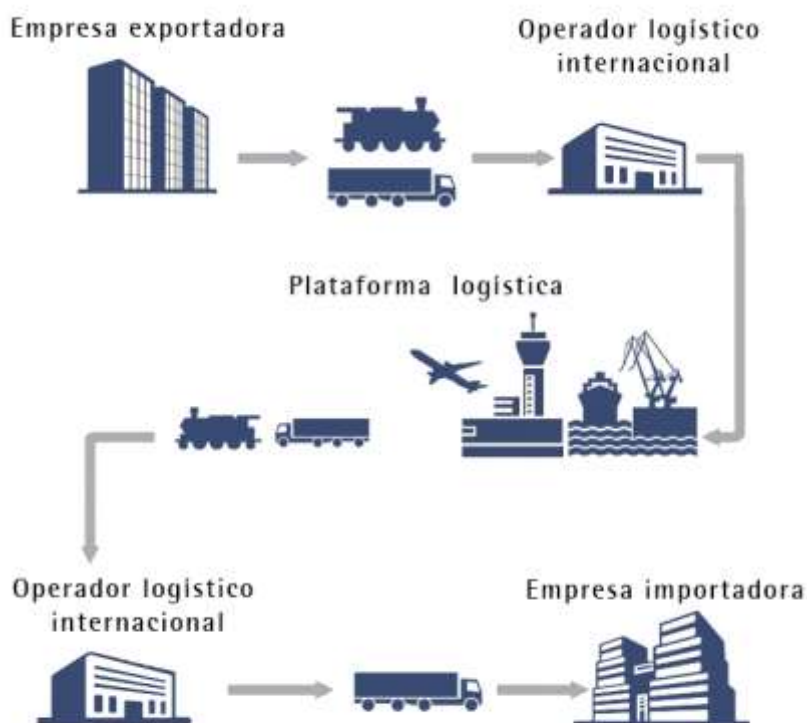 Empresa exportadora
Operador logístico
internacional
Plataforma logística
Operador logístico
internacional
Empresa importadora